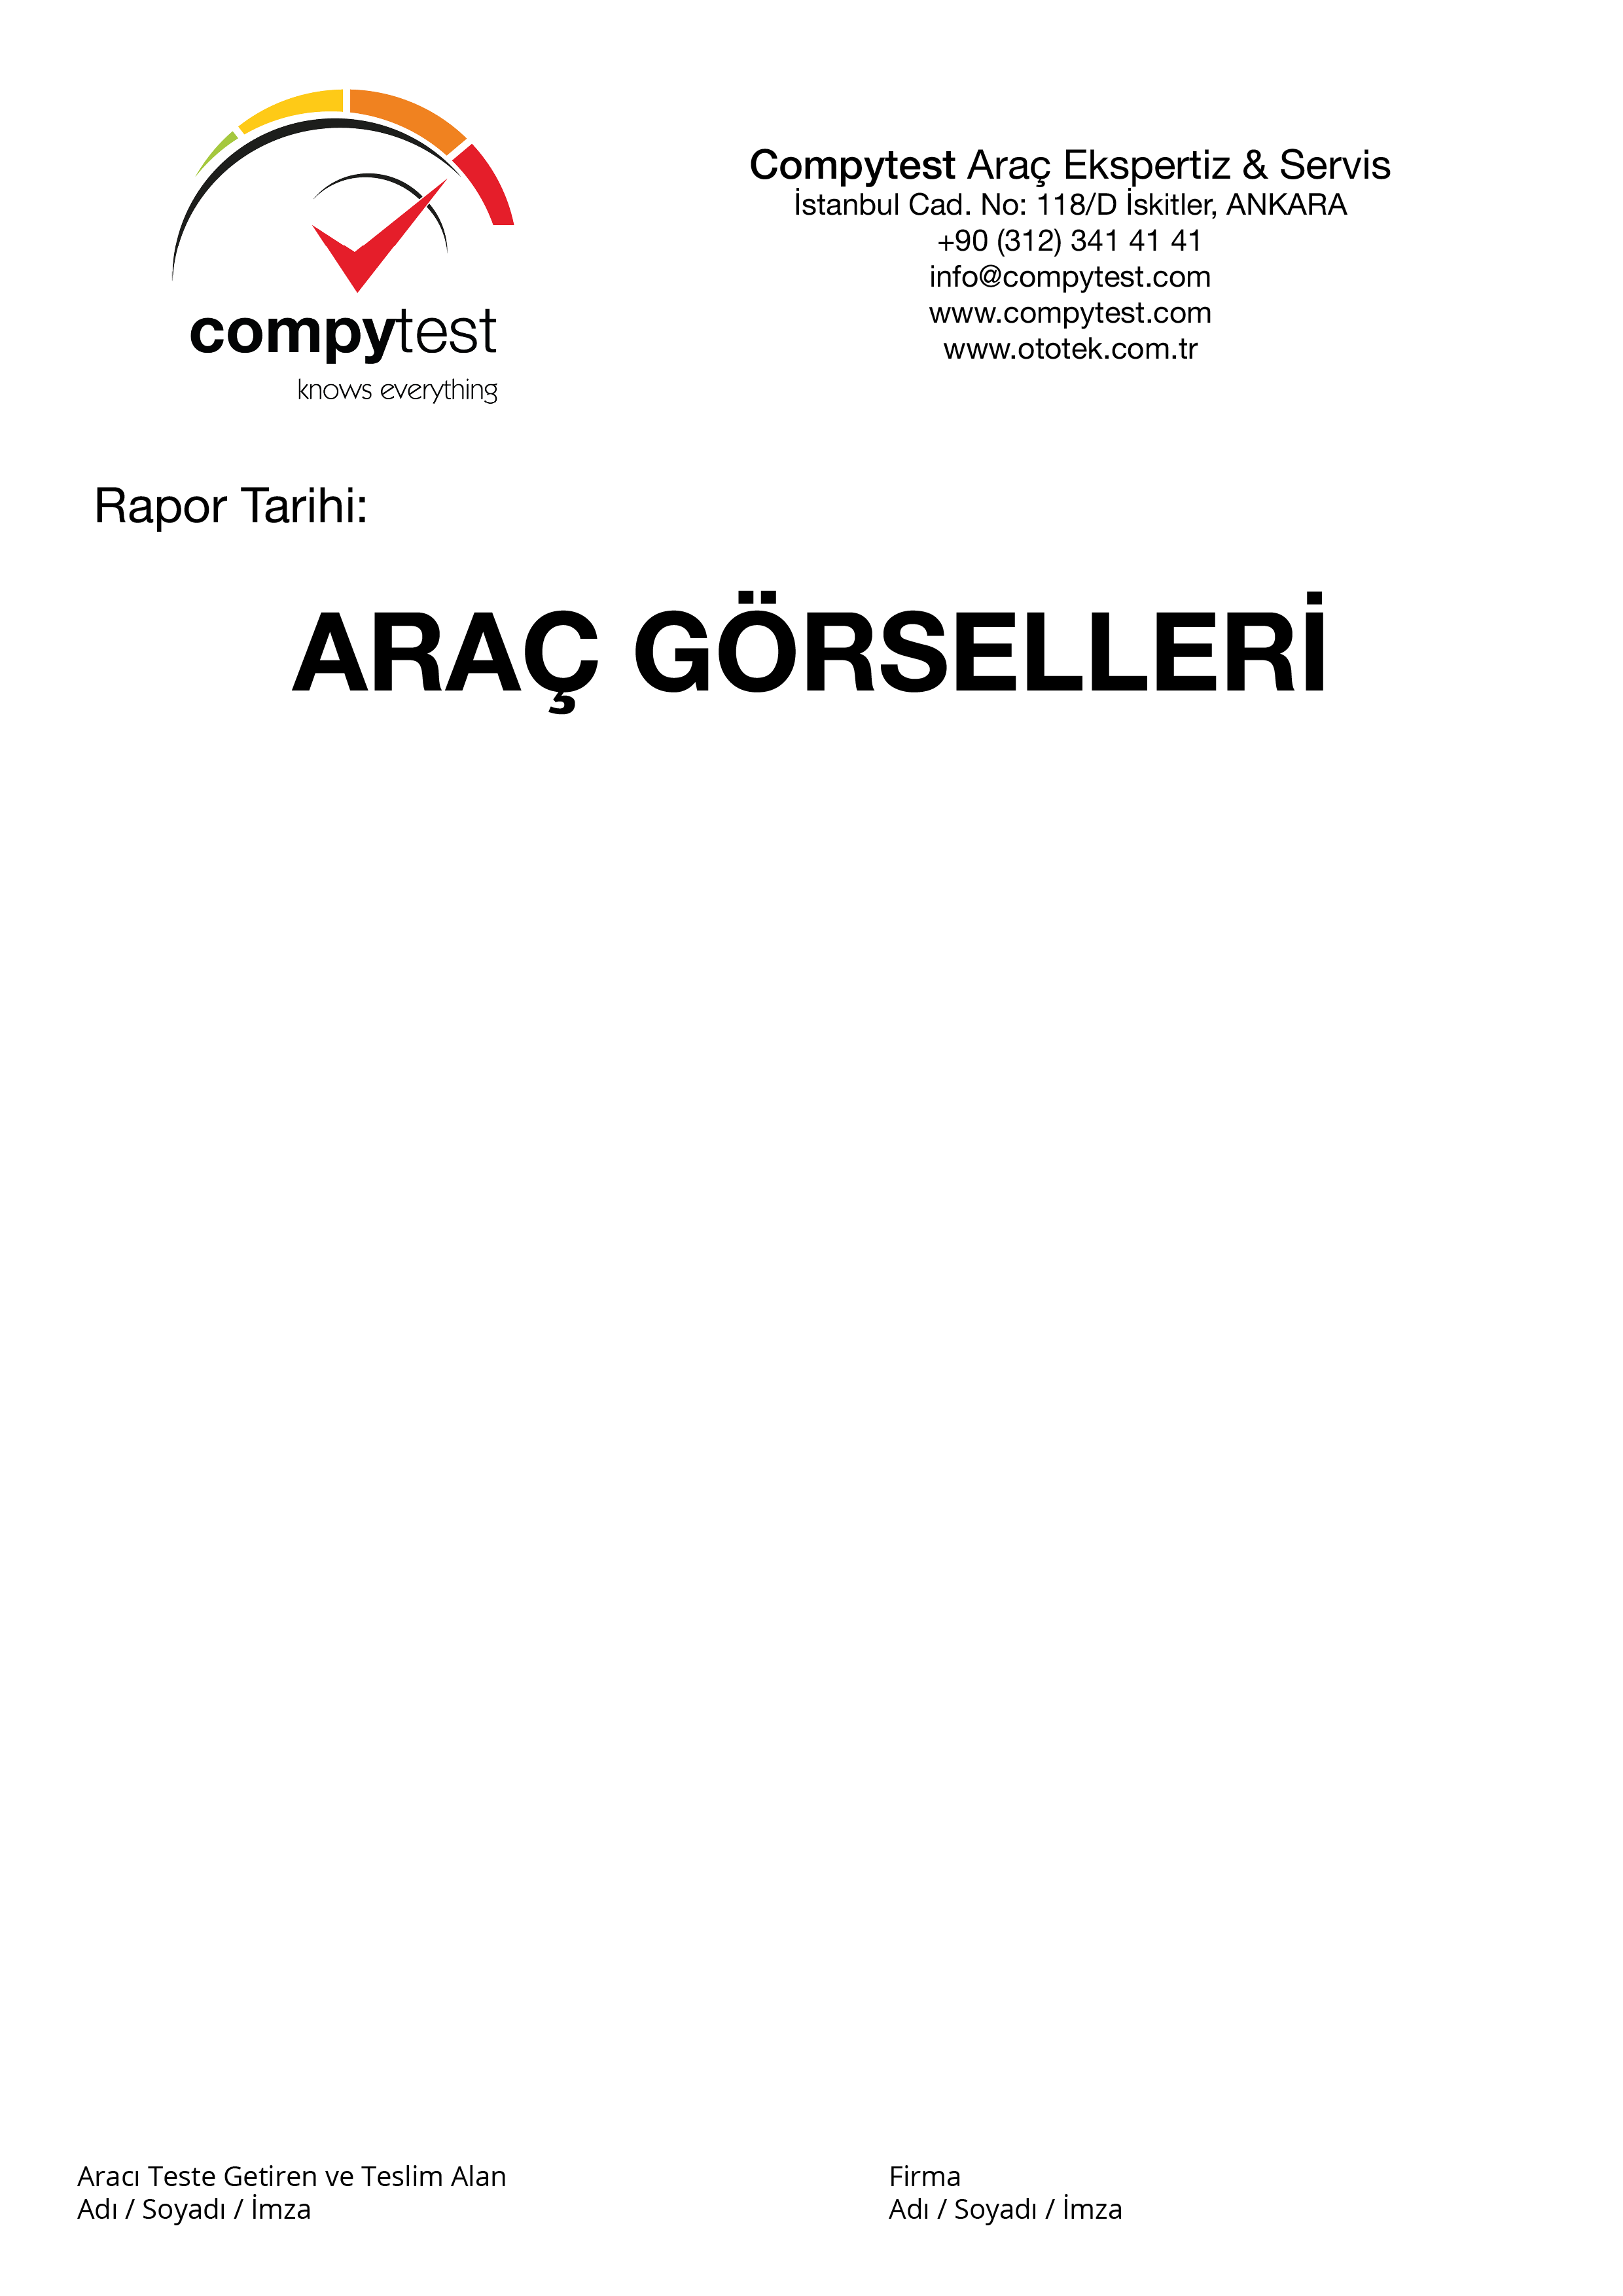 compytest
knows everything
Compytest Araç Ekspertiz & Servis
İstanbul Cad. No: 118/D İskitler, ANKARA
+90 (312) 341 41 41
info@compytest.com
www.compytest.com
www.ototek.com.tr
Rapor Tarihi:
ARAÇ GÖRSELLERİ
Aracı Teste Getiren ve Teslim Alan
Adı / Soyadı / İmza
Firma
Adı / Soyadı / İmza